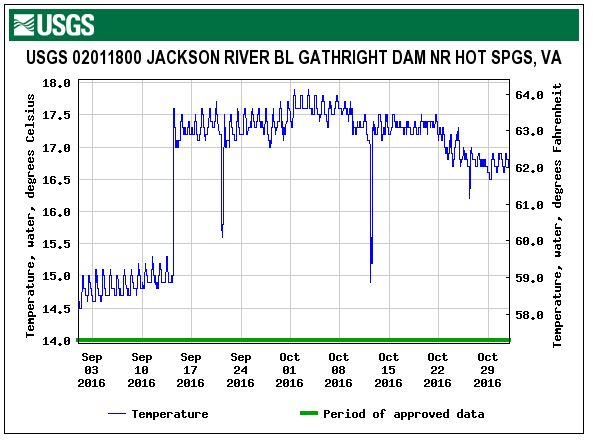 USGS
USGS 02011800 JACKSON RIVER BL GATHRIGHT DAM NR HOT SPGS, VA
Temperature, water, degrees Celsius
18.0
17.5
17.0
16.5
16.0
15.5
15.0
14.5
14.0
64.0
63.0
62.0
61.0
60.0
59.0
58.0
Temperature, water, degrees Fahrenheit
Sep Sep Sep Sep Oct Oct Oct Oct Oct
03 10 17 24 01 08 15 22 29
2016 2016 2016 2016 2016 2016 2016 2016 2016
Temperature Period of approved data